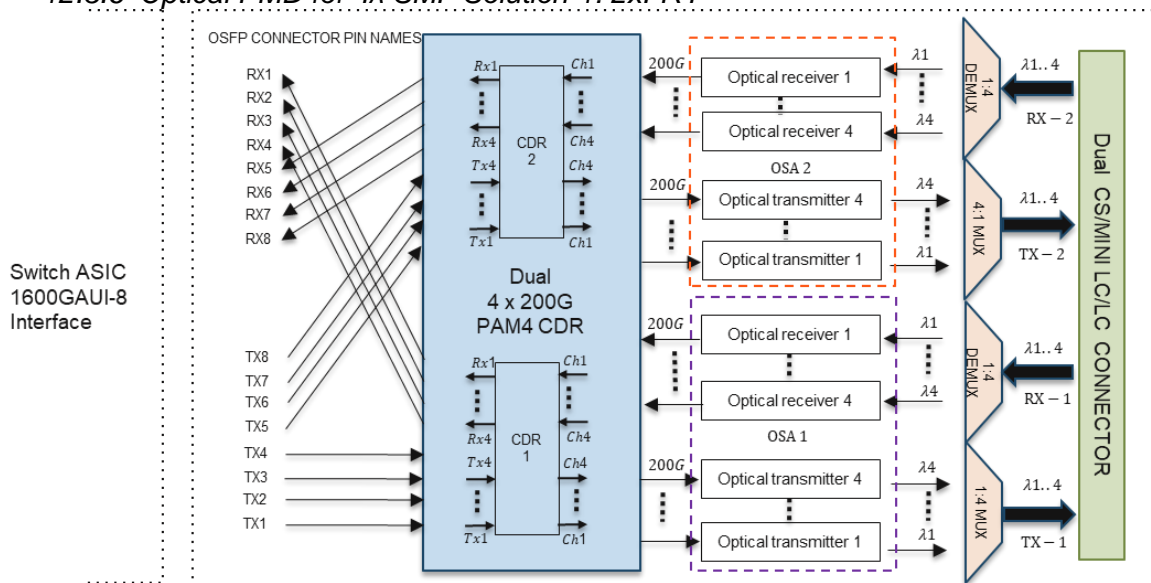 OSFP CONNECTOR PIN NAMES
RX1
RX2
RX3
RX4
RX5
RX6
RX7
RX8
TX8
TX7
TX6
TX5
TX4
TX3
TX2
TX1
Switch ASIC
1600GAUI-8
Interface
Rx1
Ch1
CDR
2
Rx4
Ch4
Tx4
Ch4
Tx1
Ch1
Dual
4 x 200G
PAM4 CDR
Rx1
Ch1
CDR
1
Rx4
Ch4
Tx4
Ch4
Tx1
Ch1
200G
Optical receiver 1
λ1
Optical receiver 4
λ4
OSA 2
200G
Optical transmitter 4
λ4
Optical transmitter 1
λ1
200G
Optical receiver 1
λ1
Optical receiver 4
λ4
OSA 1
200G
Optical transmitter 4
λ4
Optical transmitter 1
λ1
1:4
DEMUX
λ1..4
RX − 2
4:1 MUX
λ1..4
TX − 2
1:4
DEMUX
λ1..4
RX − 1
1:4 MUX
λ1..4
TX − 1
Dual CS/MINI LC/LC CONNECTOR